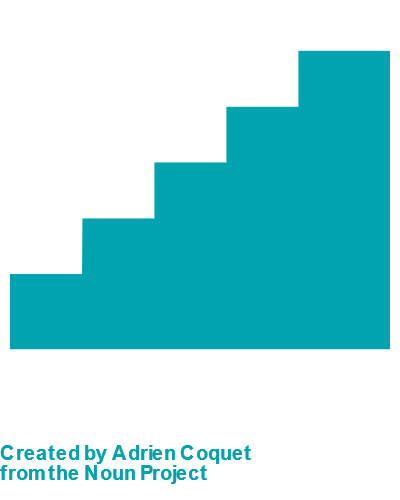 Created by Adrien Coquet
from the Noun Project